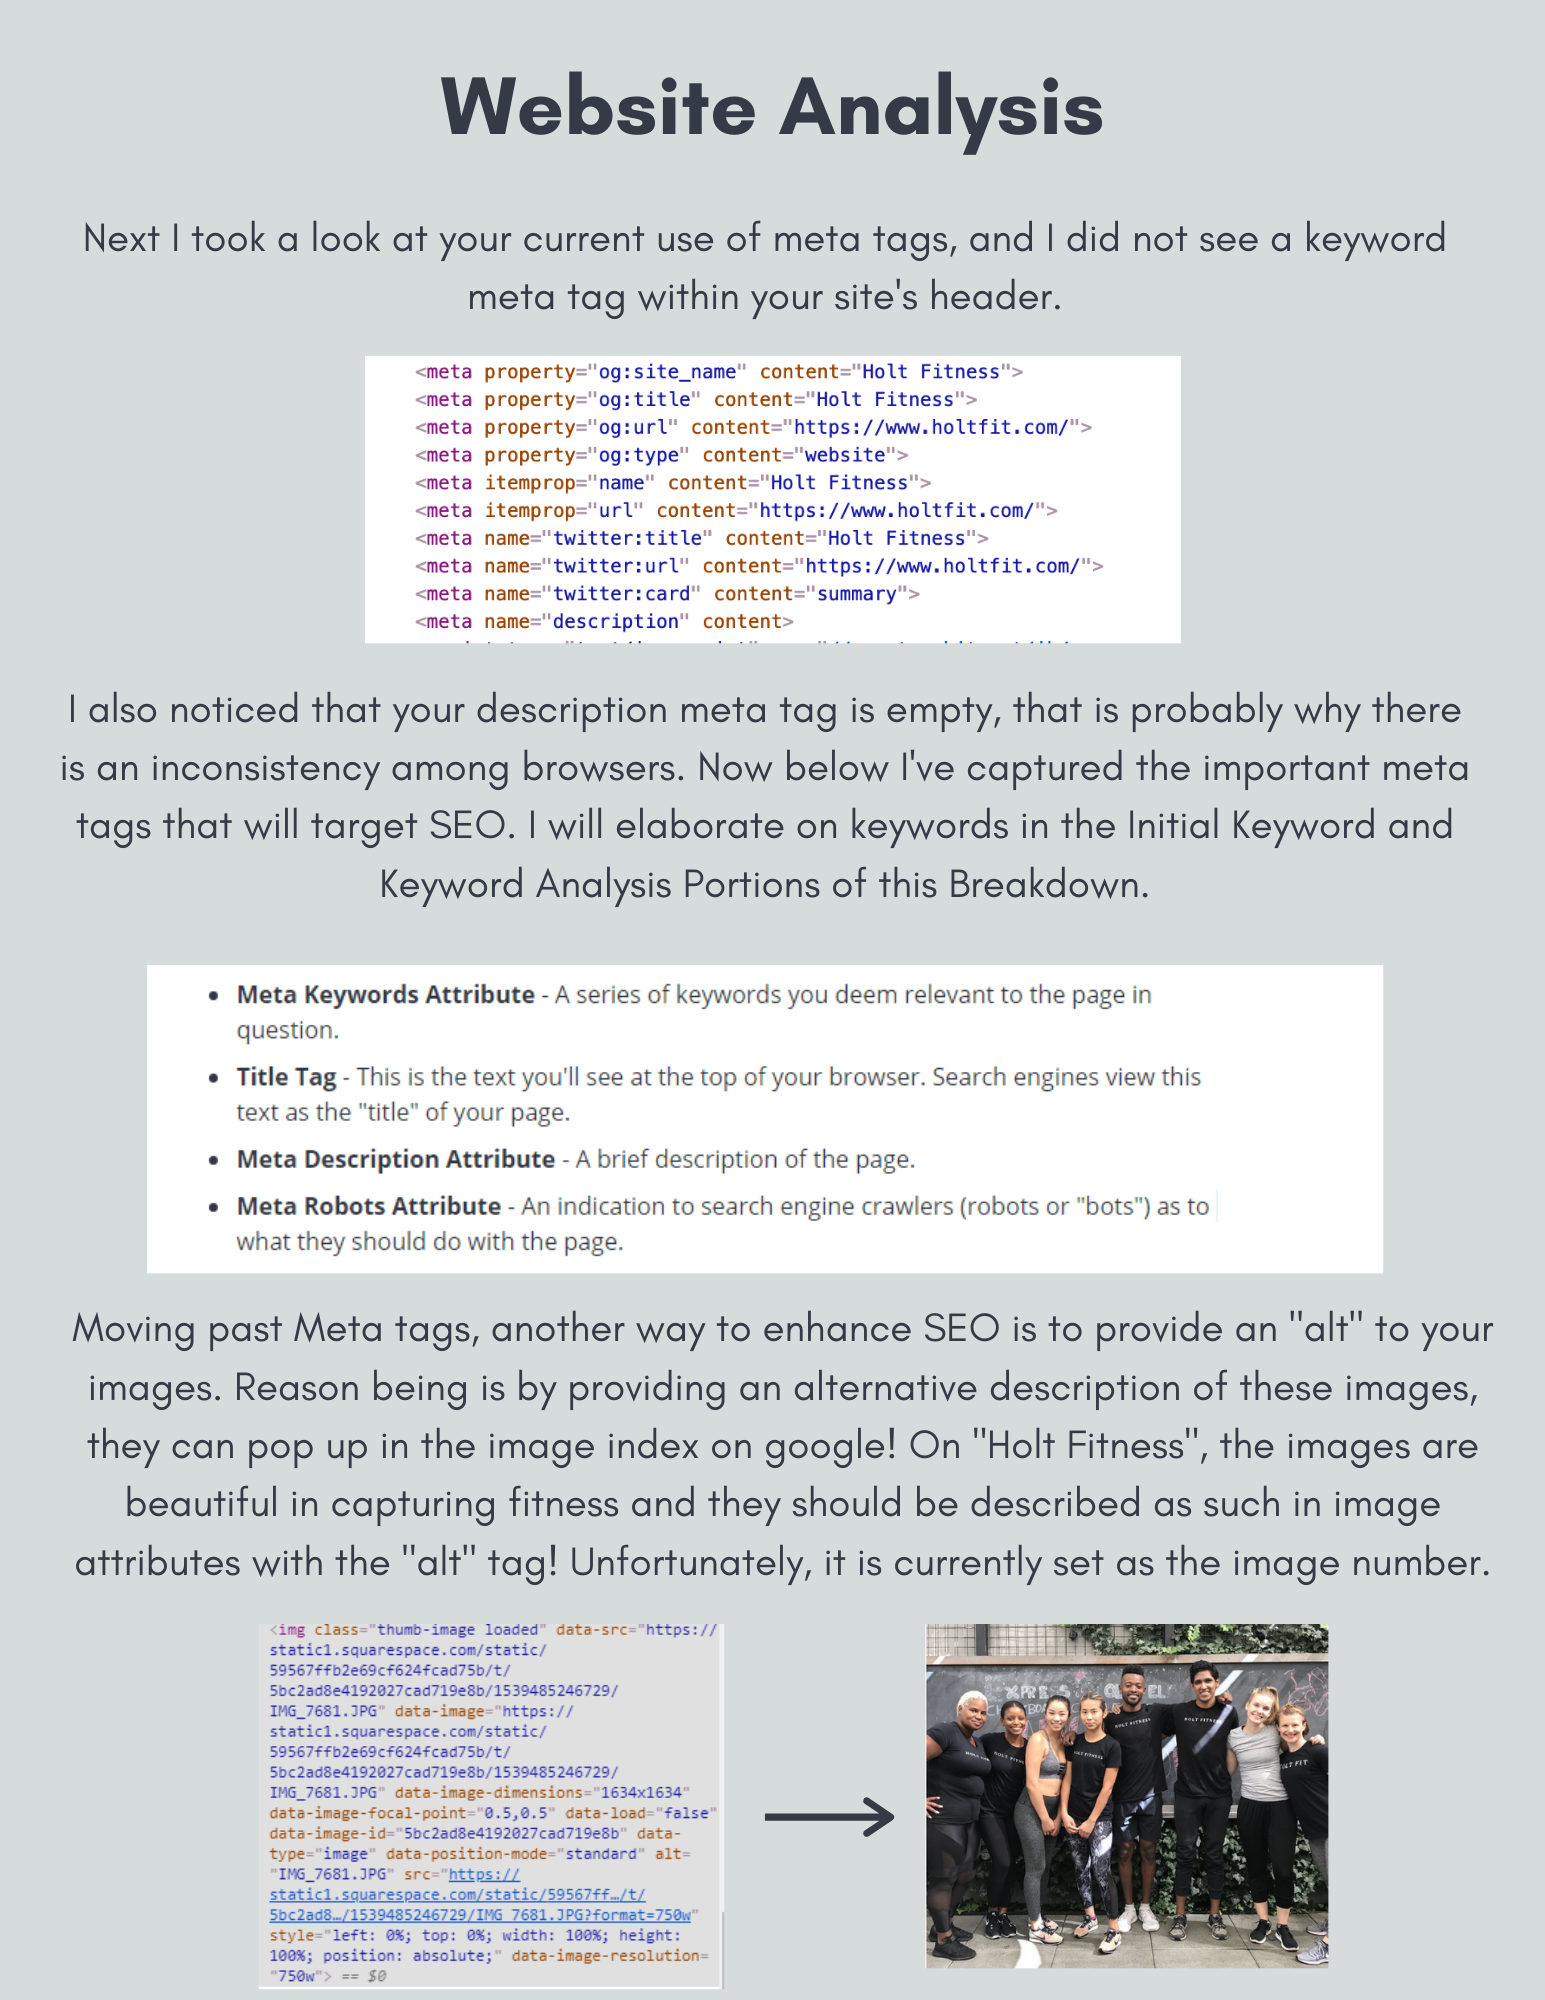 Website Analysis
Next I took a look at your current use of meta tags, and I did not see a keyword
meta tag within your site's header.
<meta property="og:site_name" content="Holt Fitness">
<meta property="og:title" content="Holt Fitness">
<meta property="og:url" content="https://www.holtfit.com/">
<meta property="og:type" content="website">
<meta itemprop="name" content="Holt Fitness">
<meta itemprop="url" content="https://www.holtfit.com/">
<meta name="twitter:title" content="Holt Fitness">
<meta name="twitter:url" content="https://www.holtfit.com/">
<meta name="twitter:card" content="summary">
<meta name="description" content>
I also noticed that your description meta tag is empty, that is probably why there
is an inconsistency among browsers. Now below I've captured the important meta
tags that will target SEO. I will elaborate on keywords in the Initial Keyword and
Keyword Analysis Portions of this Breakdown.
• Meta Keywords Attribute - A series of keywords you deem relevant to the page in
question.
• Title Tag - This is the text you'll see at the top of your browser. Search engines view this
text as the "title" of your page.
• Meta Description Attribute - A brief description of the page.
• Meta Robots Attribute - An indication to search engine crawlers (robots or "bots") as to
what they should do with the page.
Moving past Meta tags, another way to enhance SEO is to provide an "alt" to your
images. Reason being is by providing an alternative description of these images,
they can pop up in the image index on google! On "Holt Fitness", the images are
beautiful in capturing fitness and they should be described as such in image
attributes with the "alt" tag! Unfortunately, it is currently set as the image number.
<img class="thumb-image loaded" data-src="https://
static1.squarespace.com/static/
59567ffb2e69cf624fcad75b/t/
5bc2ad8e4192027cad719e8b/1539485246729/
IMG_7681.JPG" data-image="https://
static1.squarespace.com/static/
59567ffb2e69cf624fcad75b/t/
5bc2ad8e4192027cad719e8b/1539485246729/
IMG_7681.JPG" data-image-dimensions="1634x1634"
data-image-focal-point="0.5,0.5" data-load="false"
data-image-id="5bc2ad8e4192027cad719e8b" data-
type="image" data-position-mode="standard" alt=
"IMG_7681.JPG" src="https://
static1.squarespace.com/static/59567ff…/t/
5bc2ad8…/1539485246729/IMG_7681.JPG?format=750w"
style="left: 0%; top: 0%; width: 100%; height:
100%; position: absolute;" data-image-resolution=
"750w"> == $0
HOLT FITNESS
HOLT FITNESS
HOLT FITNESS
HOLT FIT